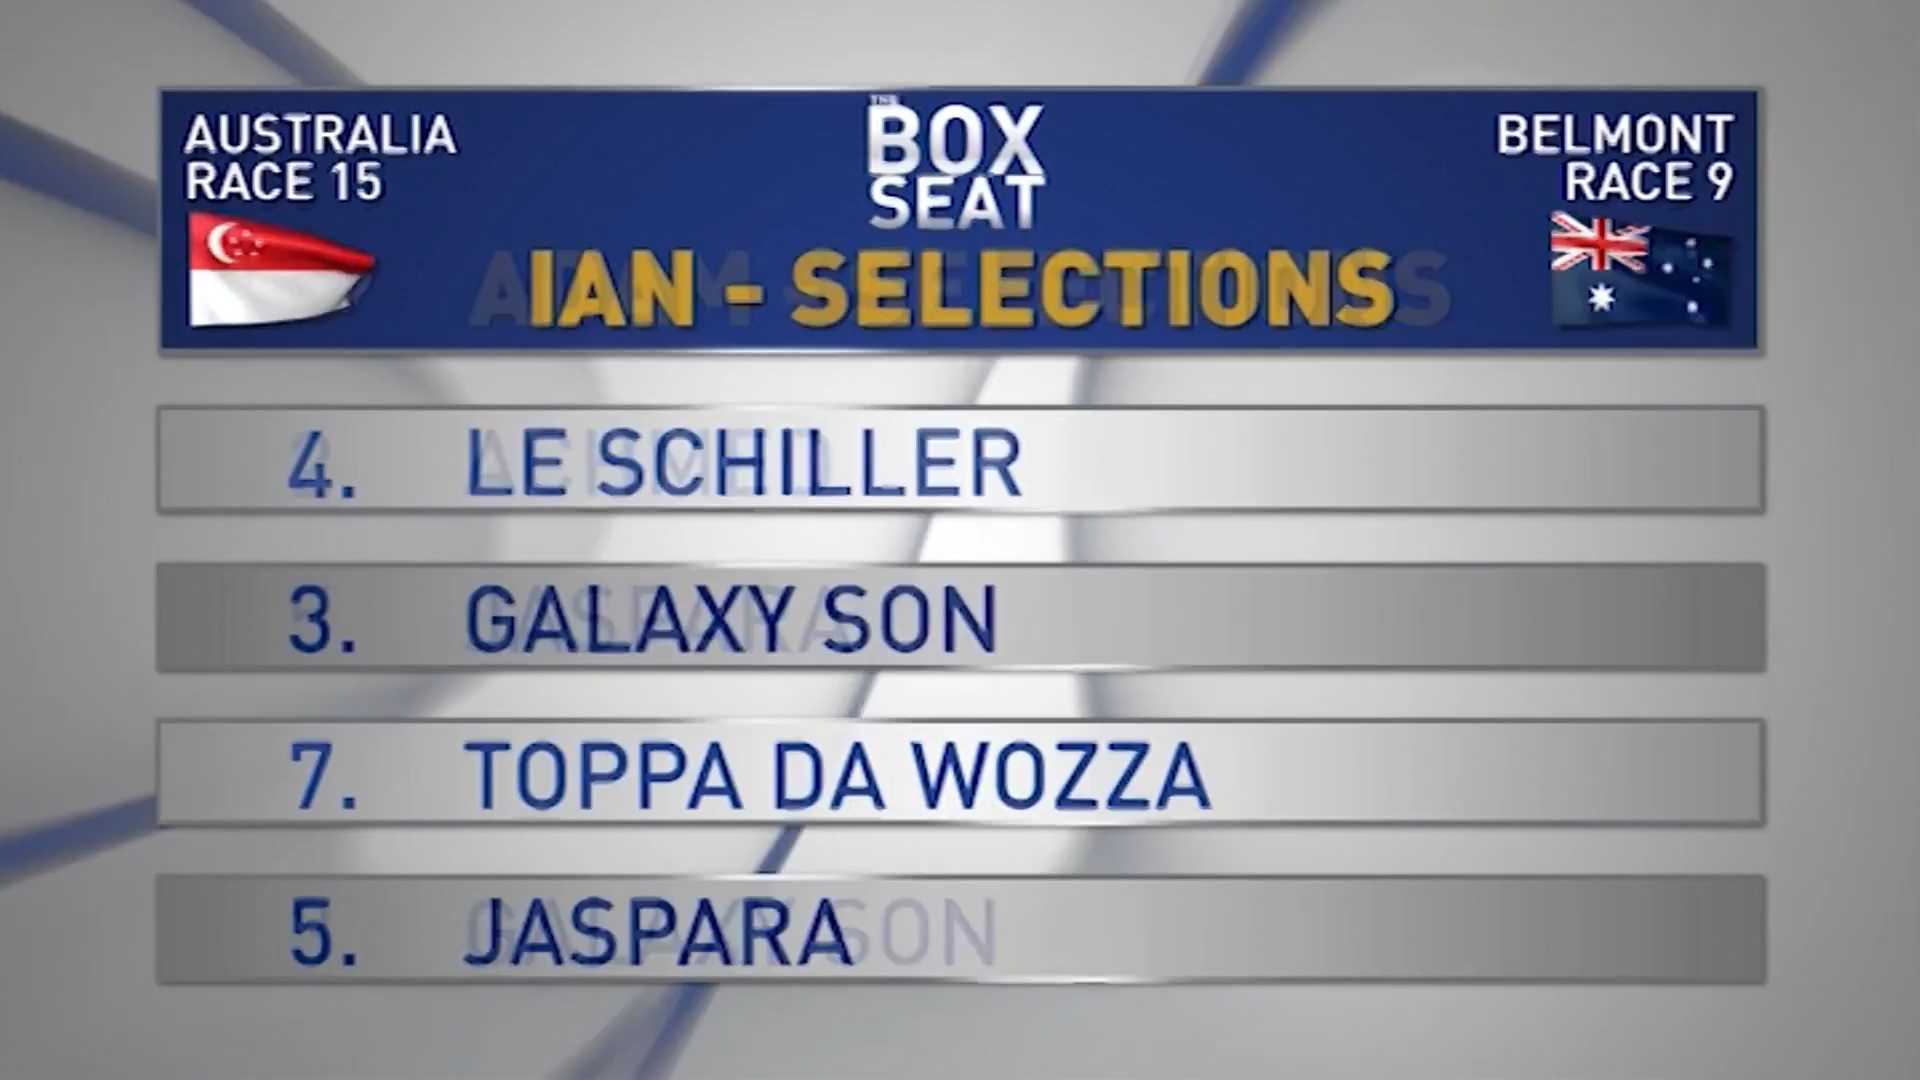 AUSTRALIA
RACE 15
THE
BOX
SEAT
BELMONT
RACE 9
IAN - SELECTIONS
4. LE SCHILLER
3. GALAXY SON
7. TOPPA DA WOZZA
5. JASPARA